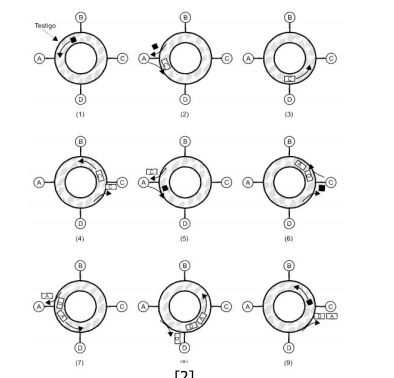 B B B
Testigo
A C A C A C C C
D D D
(1) (2) (3)
B B B
A C C C A C A C A D C
D D D
(4) (5) (6)
B B B
A A C A C A C
D A D A D A
D D D D
(7) (8) (9)
[2]